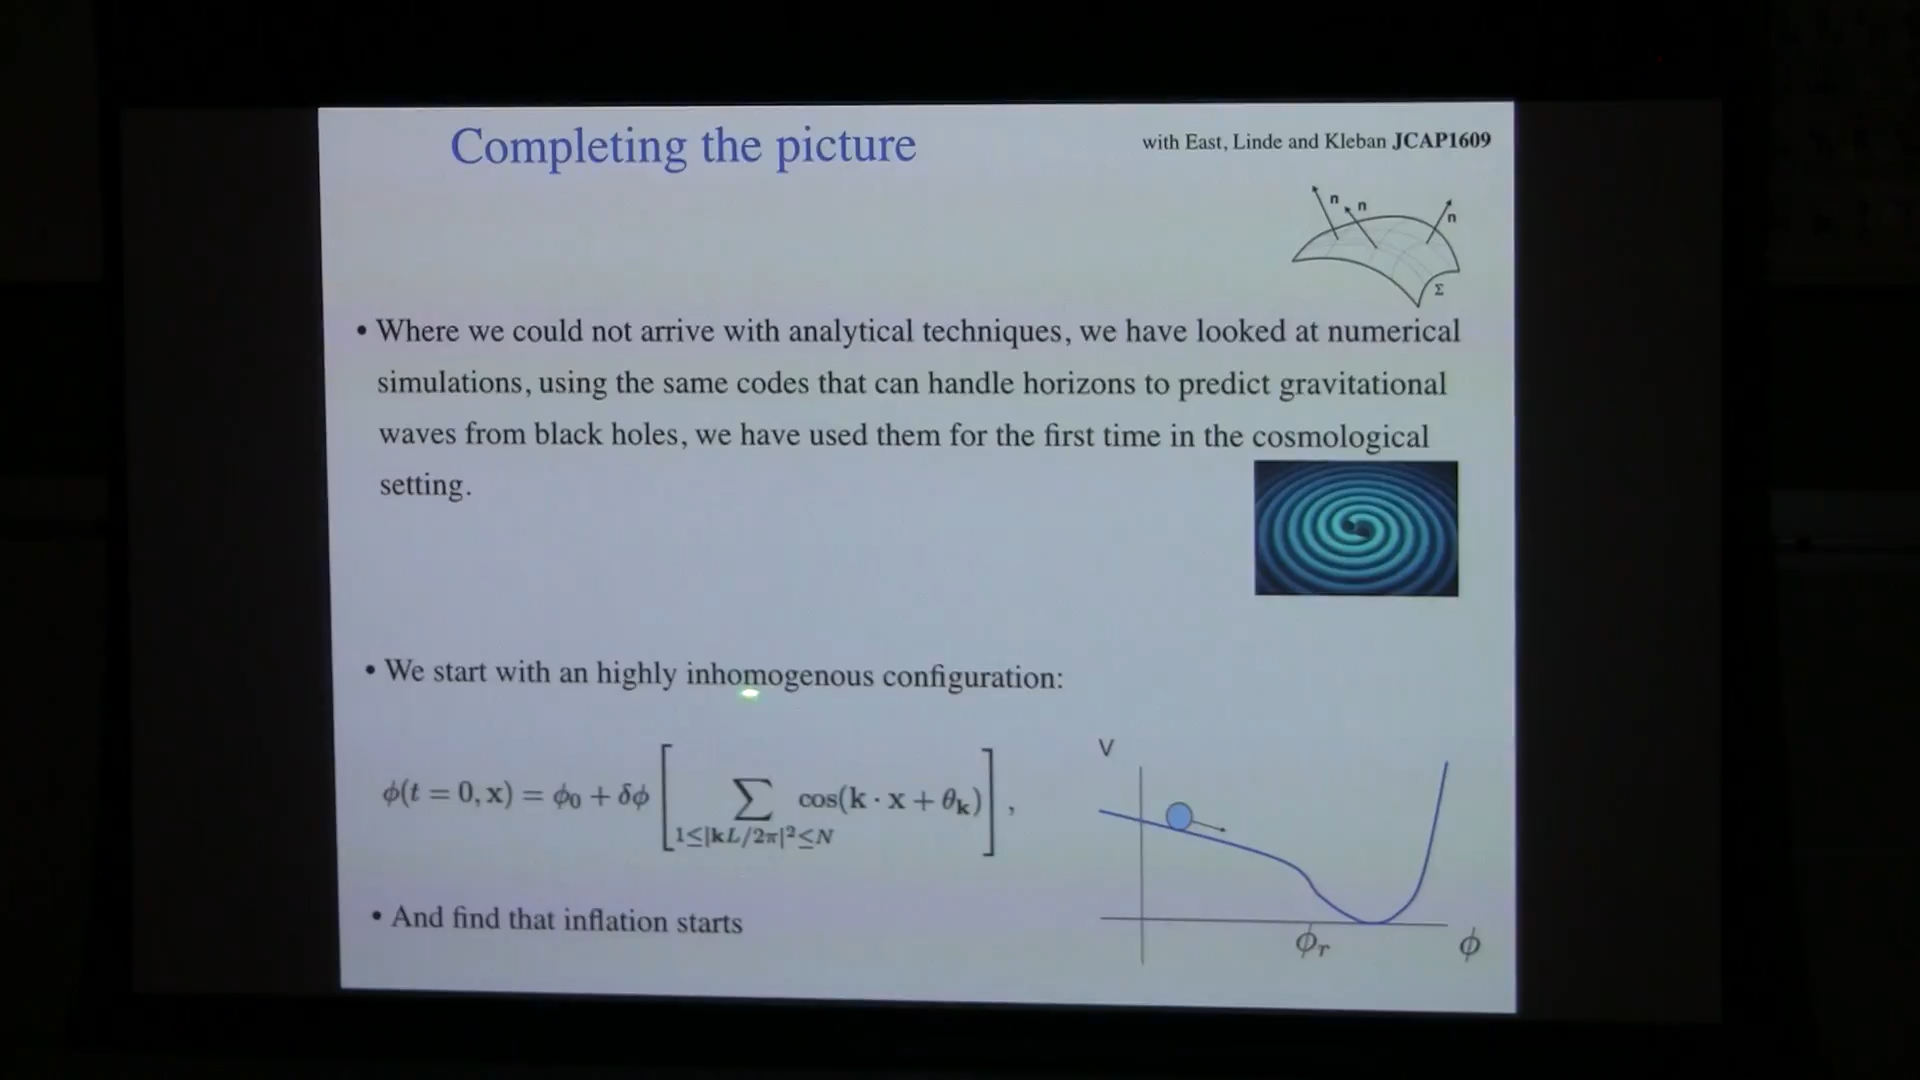 Completing the picture
with East, Linde and Kleban JCAP1609
n n n
Σ
• Where we could not arrive with analytical techniques, we have looked at numerical
simulations, using the same codes that can handle horizons to predict gravitational
waves from black holes, we have used them for the first time in the cosmological
setting.
• We start with an highly inhomogenous configuration:
V
ϕ(t = 0, x) = ϕ₀ + δϕ [ ∑ cos(k · x + θₖ) ] ,
1≤|kL/2π|²≤N
• And find that inflation starts
ϕᵣ ϕ